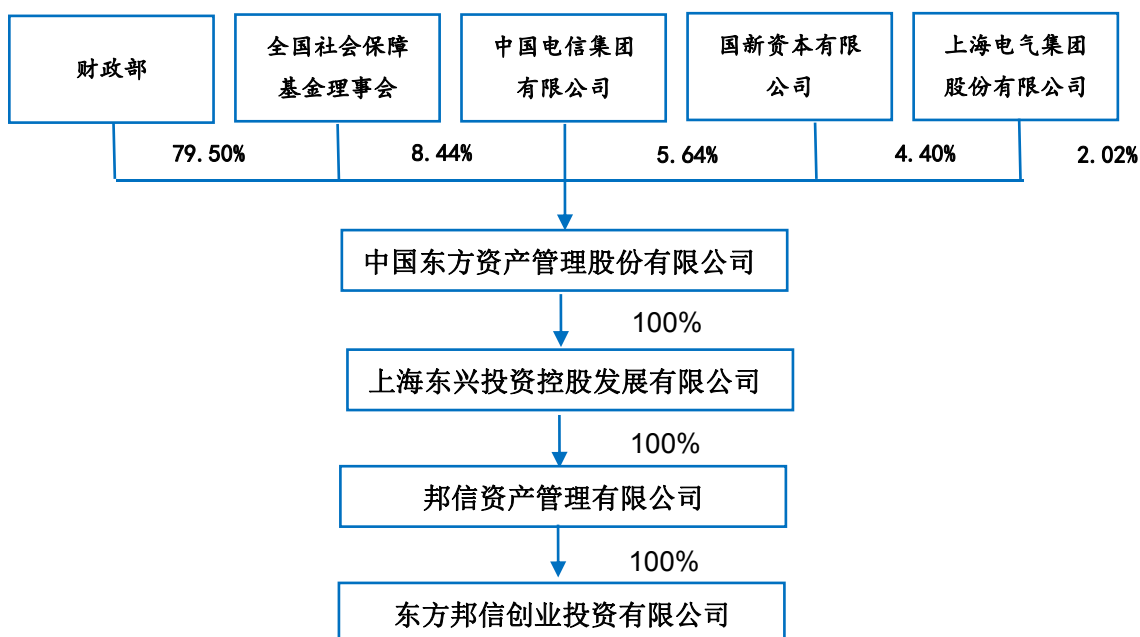 财政部
全国社会保障
基金理事会
中国电信集团
有限公司
国新资本有限
公司
上海电气集团
股份有限公司
79.50%
8.44%
5.64%
4.40%
2.02%
中国东方资产管理股份有限公司
100%
上海东兴投资控股发展有限公司
100%
邦信资产管理有限公司
100%
东方邦信创业投资有限公司